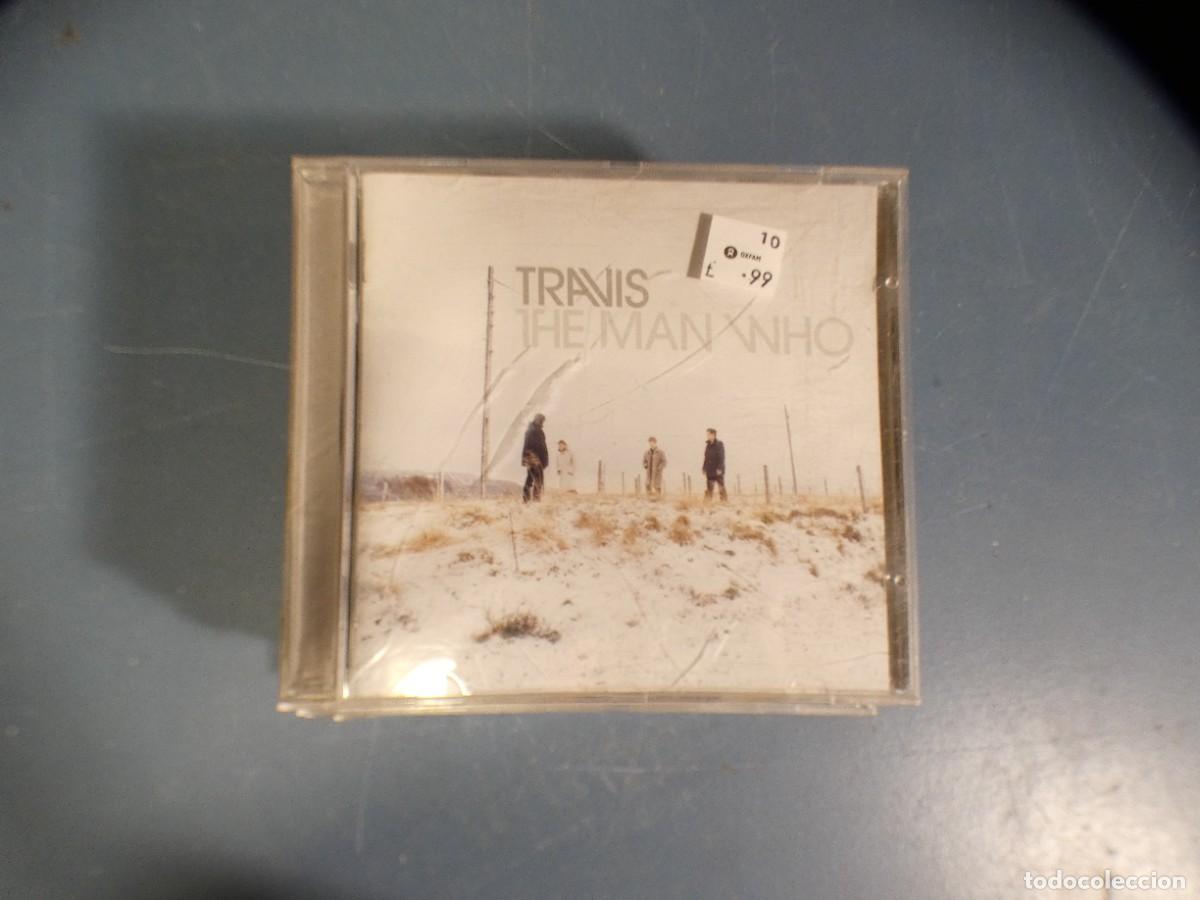 10
OXFAM
£ .99
TRAVIS
THE MAN WHO
todocoleccion